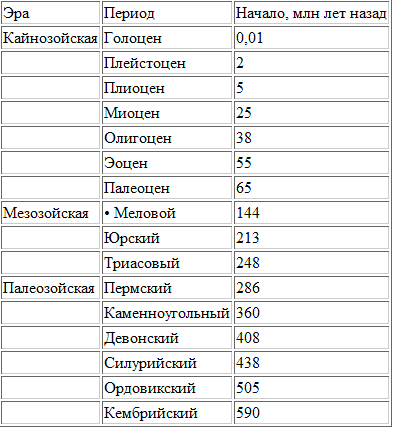 Эра Период Начало, млн лет назад
Кайнозойская Голоцен 0,01
Плейстоцен 2
Плиоцен 5
Миоцен 25
Олигоцен 38
Эоцен 55
Палеоцен 65
Мезозойская • Меловой 144
Юрский 213
Триасовый 248
Палеозойская Пермский 286
Каменноугольный 360
Девонский 408
Силурийский 438
Ордовикский 505
Кембрийский 590